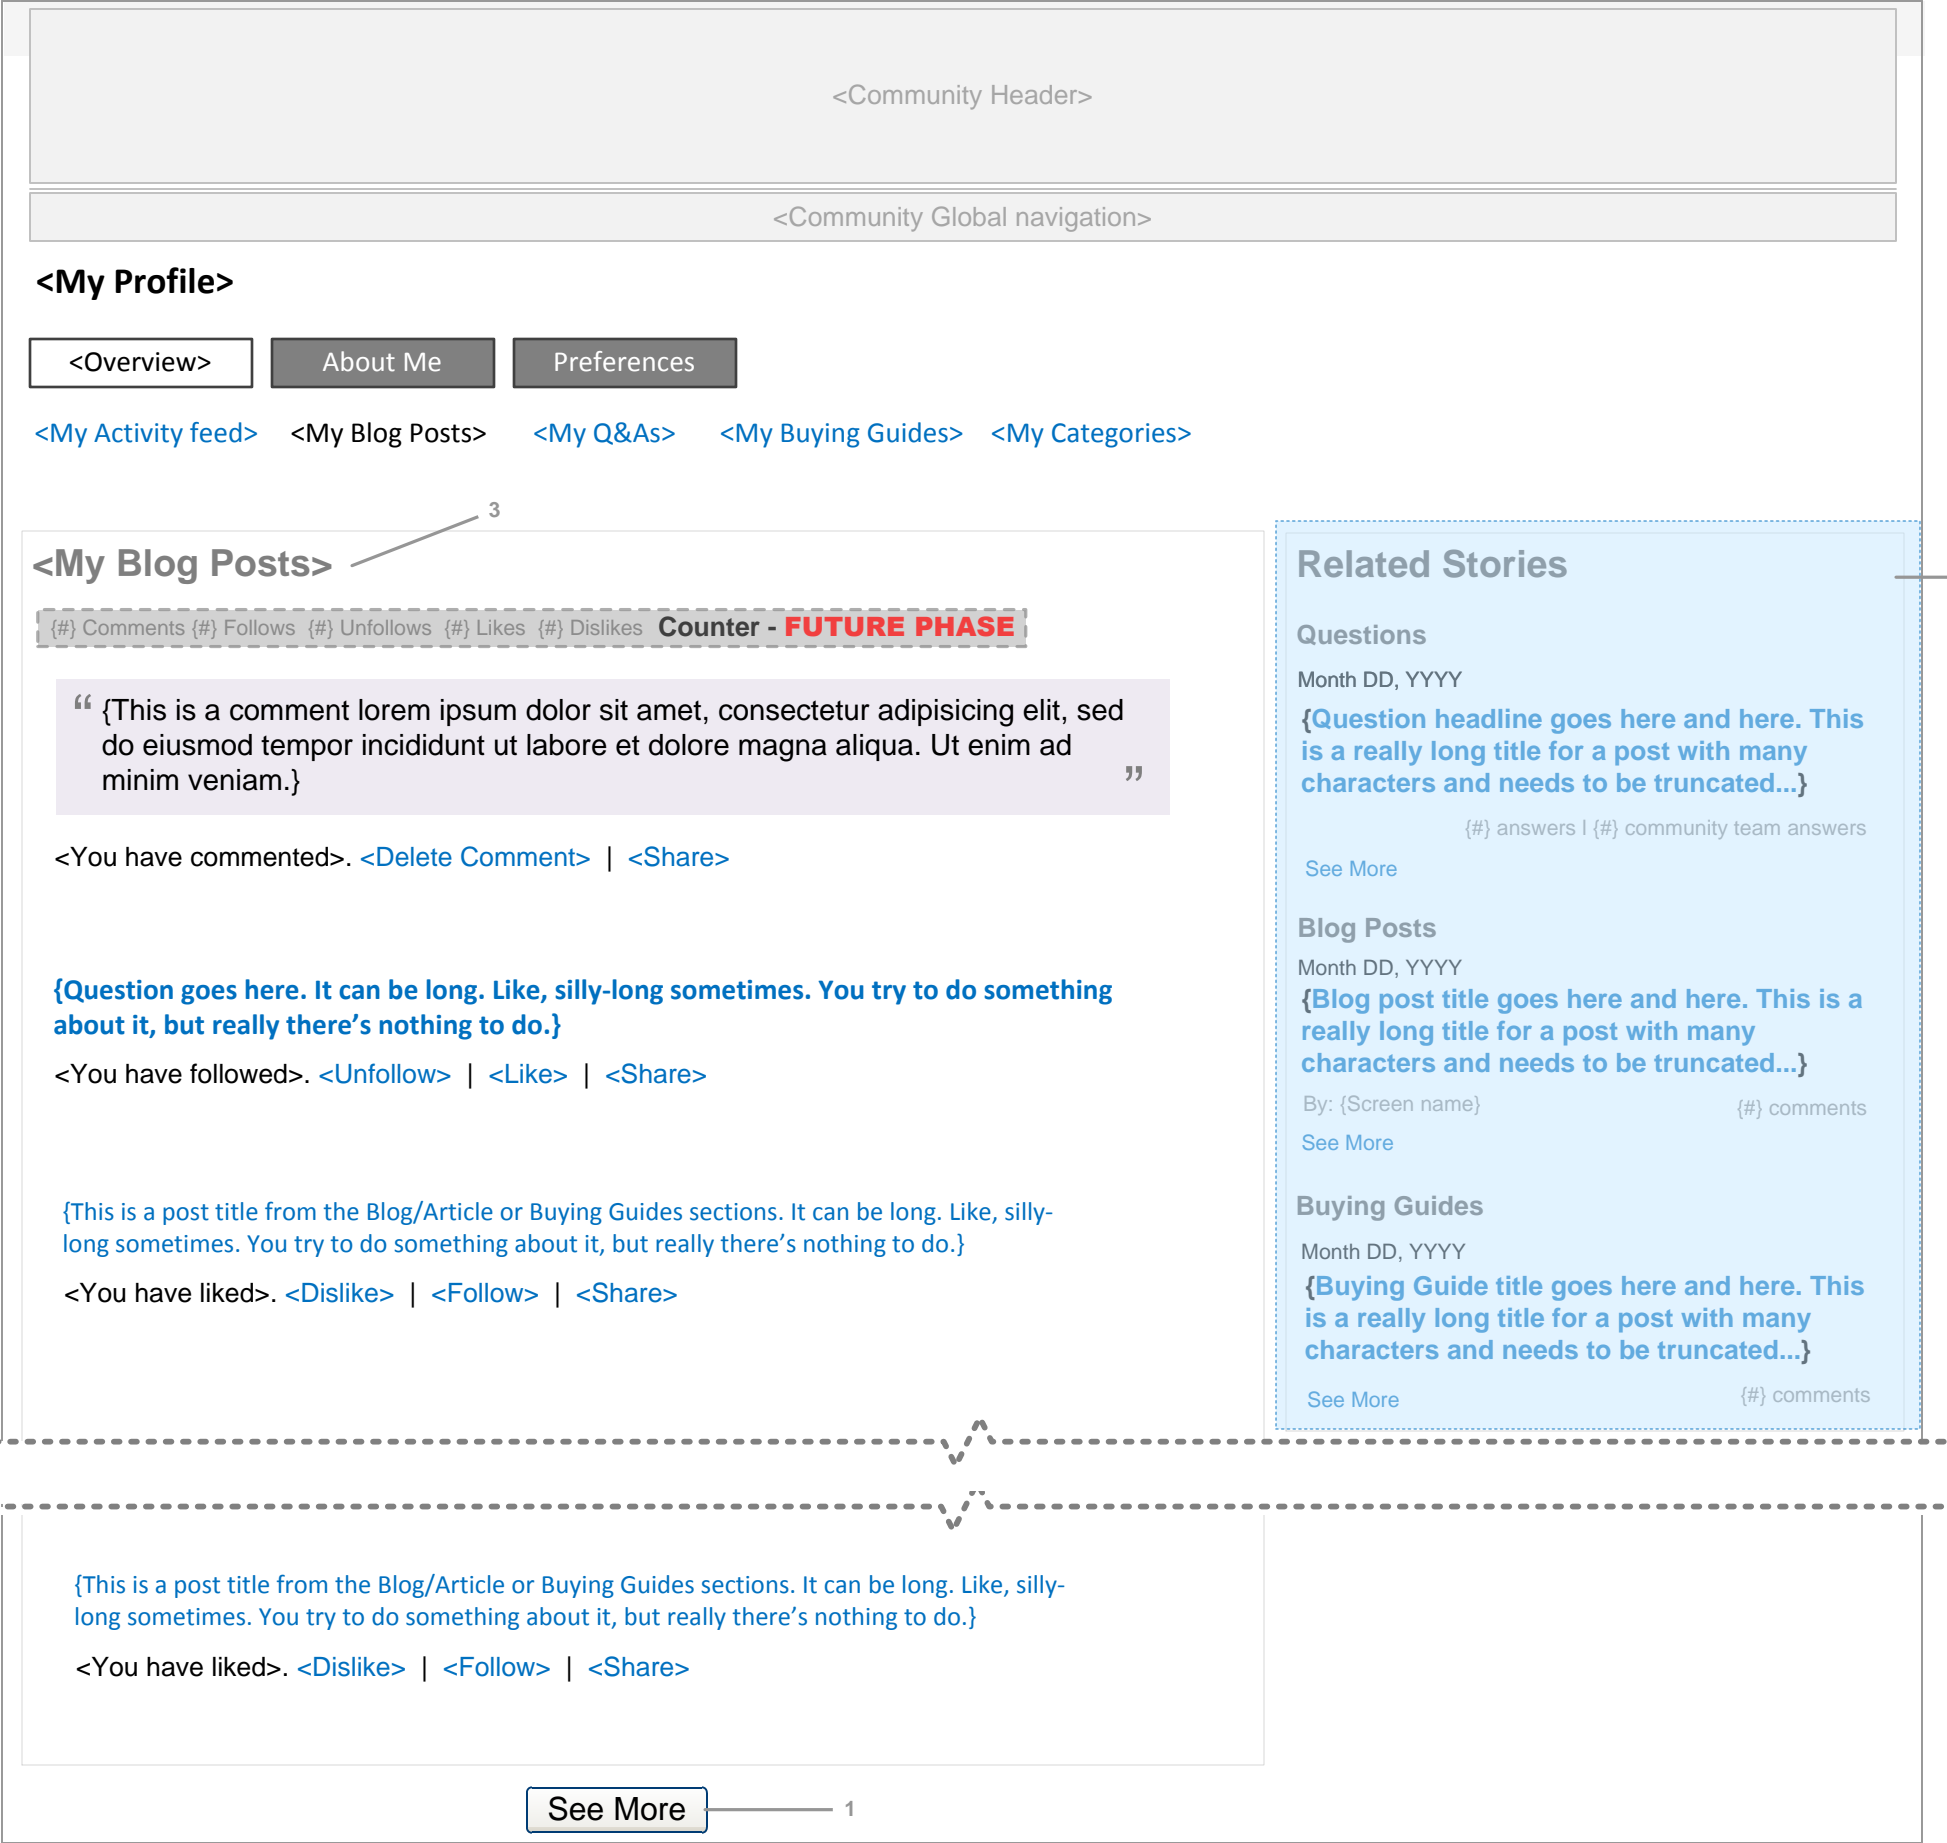 <Community Header>
<Community Global navigation>
<My Profile>
<Overview> About Me Preferences
<My Activity feed> <My Blog Posts> <My Q&As> <My Buying Guides> <My Categories>
3
<My Blog Posts>
{#} Comments {#} Follows {#} Unfollows {#} Likes {#} Dislikes Counter - FUTURE PHASE
“ {This is a comment lorem ipsum dolor sit amet, consectetur adipisicing elit, sed
do eiusmod tempor incididunt ut labore et dolore magna aliqua. Ut enim ad
minim veniam.} ”
<You have commented>. <Delete Comment> | <Share>
{Question goes here. It can be long. Like, silly-long sometimes. You try to do something
about it, but really there’s nothing to do.}
<You have followed>. <Unfollow> | <Like> | <Share>
{This is a post title from the Blog/Article or Buying Guides sections. It can be long. Like, silly-
long sometimes. You try to do something about it, but really there’s nothing to do.}
<You have liked>. <Dislike> | <Follow> | <Share>
Related Stories
Questions
Month DD, YYYY
{Question headline goes here and here. This
is a really long title for a post with many
characters and needs to be truncated...}
{#} answers I {#} community team answers
See More
Blog Posts
Month DD, YYYY
{Blog post title goes here and here. This is a
really long title for a post with many
characters and needs to be truncated...}
By: {Screen name} {#} comments
See More
Buying Guides
Month DD, YYYY
{Buying Guide title goes here and here. This
is a really long title for a post with many
characters and needs to be truncated...}
See More {#} comments
{This is a post title from the Blog/Article or Buying Guides sections. It can be long. Like, silly-
long sometimes. You try to do something about it, but really there’s nothing to do.}
<You have liked>. <Dislike> | <Follow> | <Share>
See More 1